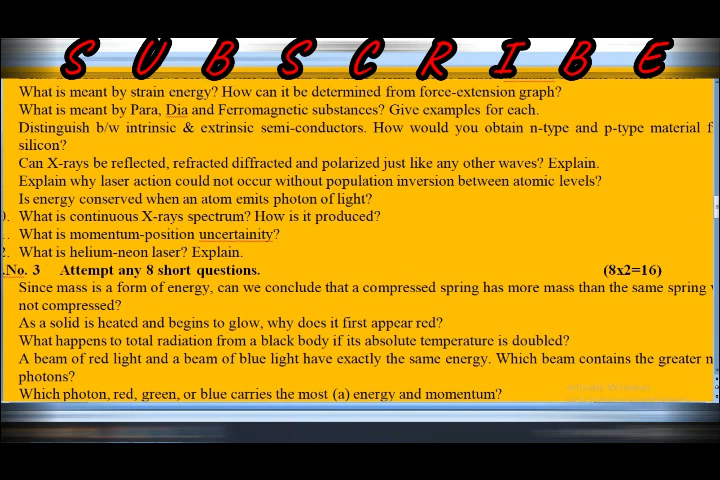 SUBSCRIBE
What is meant by strain energy? How can it be determined from force-extension graph?
What is meant by Para, Dia and Ferromagnetic substances? Give examples for each.
Distinguish b/w intrinsic & extrinsic semi-conductors. How would you obtain n-type and p-type material f
silicon?
Can X-rays be reflected, refracted diffracted and polarized just like any other waves? Explain.
Explain why laser action could not occur without population inversion between atomic levels?
Is energy conserved when an atom emits photon of light?
). What is continuous X-rays spectrum? How is it produced?
. What is momentum-position uncertainity?
2. What is helium-neon laser? Explain.
.No. 3 Attempt any 8 short questions. (8x2=16)
Since mass is a form of energy, can we conclude that a compressed spring has more mass than the same spring
not compressed?
As a solid is heated and begins to glow, why does it first appear red?
What happens to total radiation from a black body if its absolute temperature is doubled?
A beam of red light and a beam of blue light have exactly the same energy. Which beam contains the greater n
photons?
Which photon, red, green, or blue carries the most (a) energy and momentum?